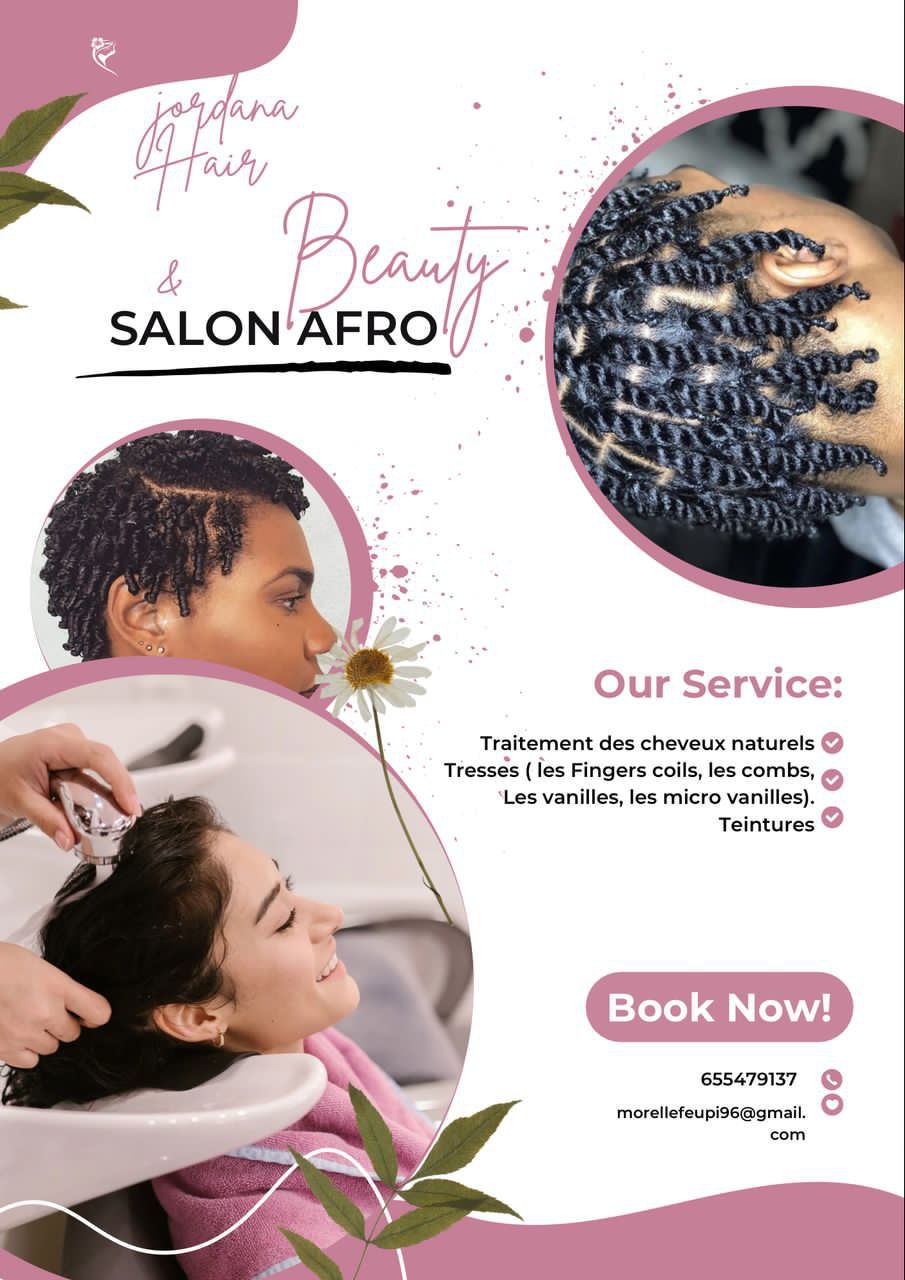 jordana
Hair
Beauty
&
SALON AFRO
Our Service:
Traitement des cheveux naturels
Tresses ( les Fingers coils, les combs,
Les vanilles, les micro vanilles).
Teintures
Book Now!
655479137
morellefeupi96@gmail.
com